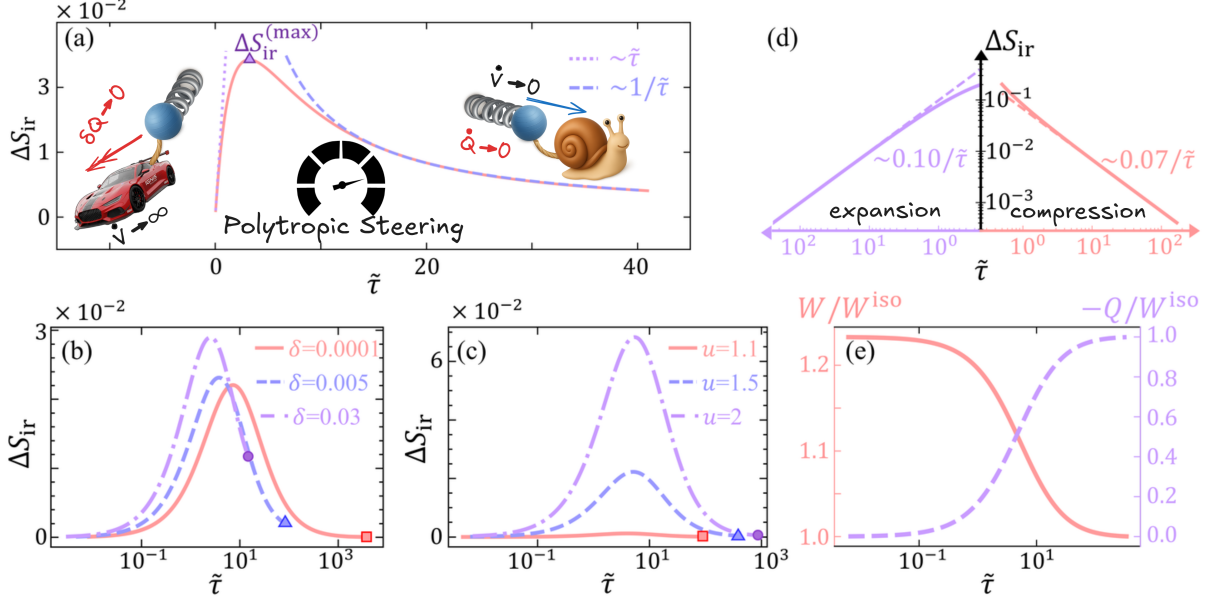 × 10⁻²
(a)
ΔS_ir^(max)
~τ̃
~1/τ̃
3
1
0
ΔS_ir
δQ→0
V̇→∞
V̇→0
Q̇→0
Polytropic Steering
0
20
40
τ̃
(d)
ΔS_ir
10⁻¹
10⁻²
10⁻³
~0.10/τ̃
~0.07/τ̃
expansion
compression
10²
10¹
10⁰
10⁰
10¹
10²
τ̃
× 10⁻²
(b)
δ=0.0001
δ=0.005
δ=0.03
3
0
ΔS_ir
10⁻¹
10¹
10³
τ̃
× 10⁻²
(c)
u=1.1
u=1.5
u=2
6
3
0
ΔS_ir
10⁻¹
10¹
10³
τ̃
W/W^iso
−Q/W^iso
(e)
1.2
1.1
1.0
1.0
0.8
0.6
0.4
0.2
0.0
10⁻¹
10¹
τ̃